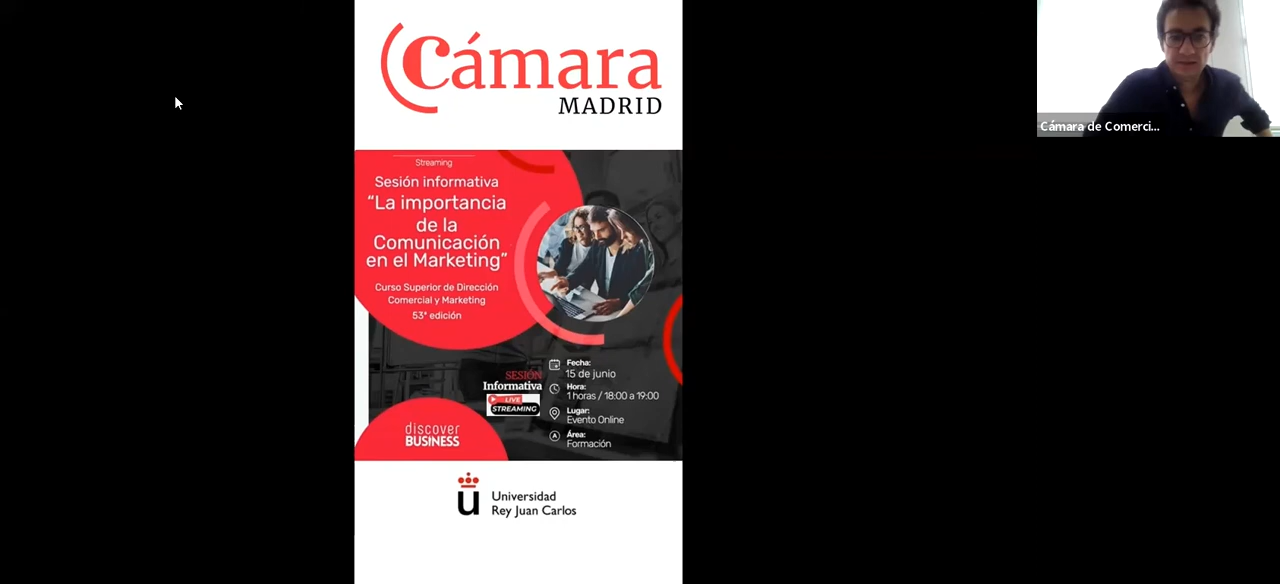 Cámara
MADRID
Streaming
Sesión informativa
“La importancia
de la
Comunicación
en el Marketing”
Curso Superior de Dirección
Comercial y Marketing
53ª edición
SESIÓN
Informativa
LIVE
STREAMING
Fecha:
15 de junio
Hora:
1 horas / 18:00 a 19:00
Lugar:
Evento Online
Área:
Formación
discover
BUSINESS
Universidad
Rey Juan Carlos
Cámara de Comerci...